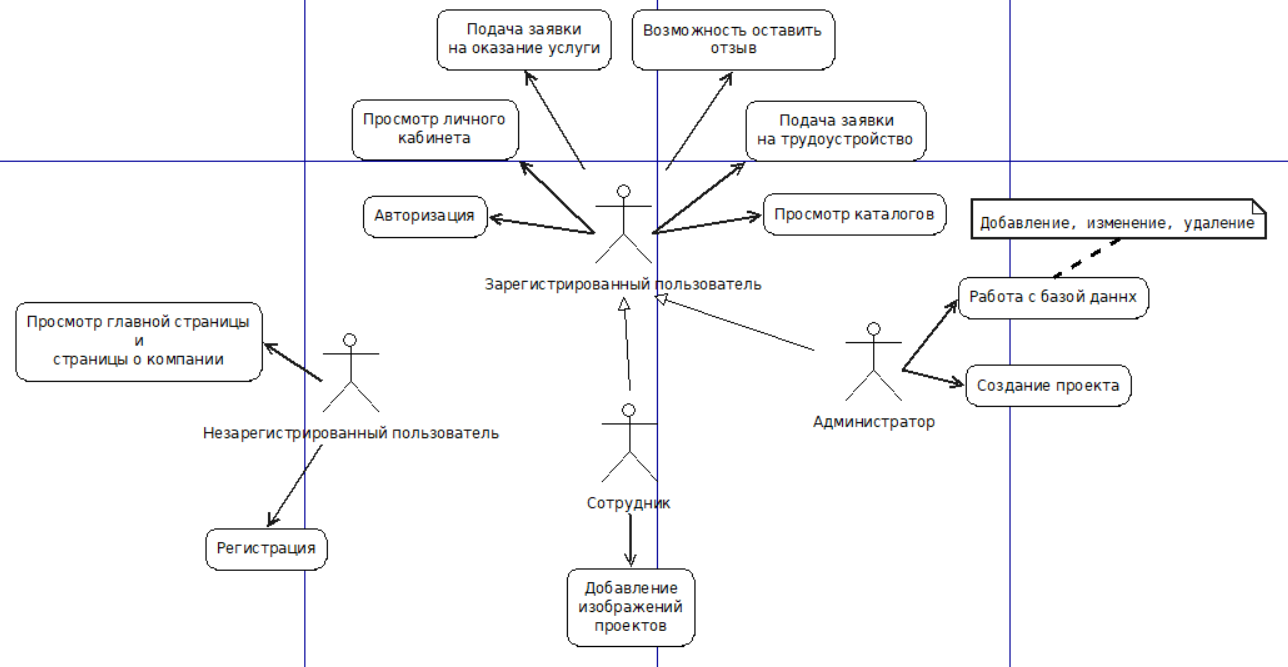 Подача заявки
на оказание услуги
Возможность оставить
отзыв
Просмотр личного
кабинета
Подача заявки
на трудоустройство
Авторизация
Просмотр каталогов
Добавление, изменение, удаление
Зарегистрированный пользователь
Работа с базой даннх
Просмотр главной страницы
и
страницы о компании
Создание проекта
Администратор
Незарегистрированный пользователь
Сотрудник
Регистрация
Добавление
изображений
проектов